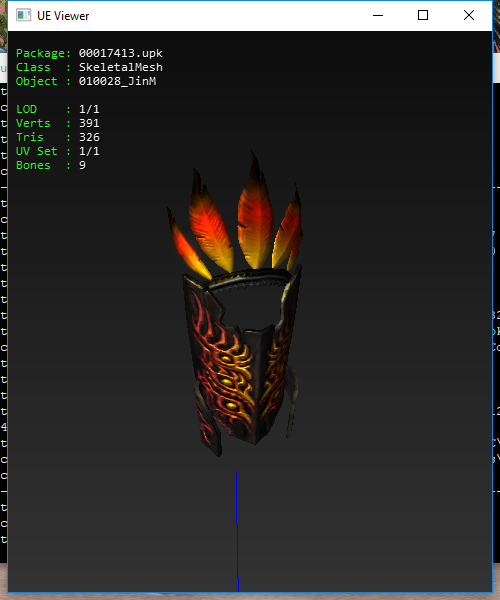 UE Viewer
Package: 00017413.upk
Class : SkeletalMesh
Object : 010028_JinM
LOD : 1/1
Verts : 391
Tris : 326
UV Set : 1/1
Bones : 9